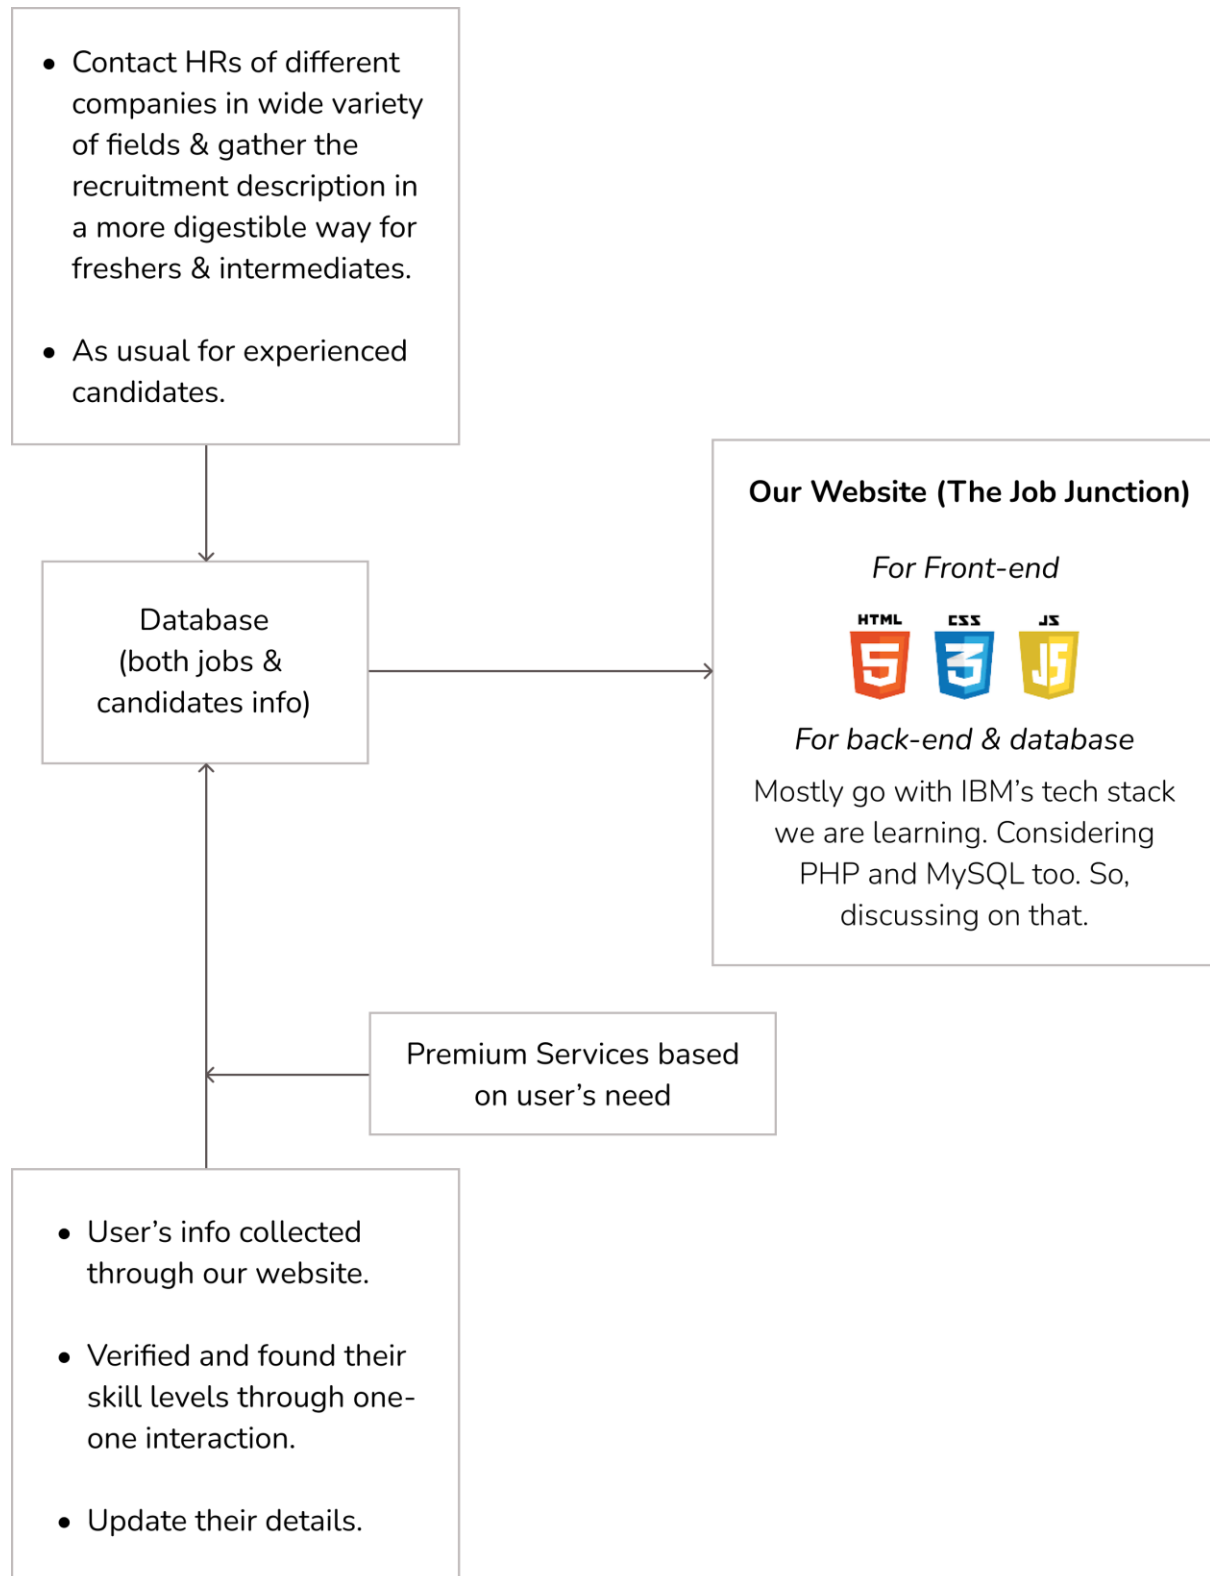 • Contact HRs of different
companies in wide variety
of fields & gather the
recruitment description in
a more digestible way for
freshers & intermediates.
• As usual for experienced
candidates.
Database
(both jobs &
candidates info)
Our Website (The Job Junction)
For Front-end
HTML CSS JS
5 3 JS
For back-end & database
Mostly go with IBM’s tech stack
we are learning. Considering
PHP and MySQL too. So,
discussing on that.
Premium Services based
on user’s need
• User’s info collected
through our website.
• Verified and found their
skill levels through one-
one interaction.
• Update their details.